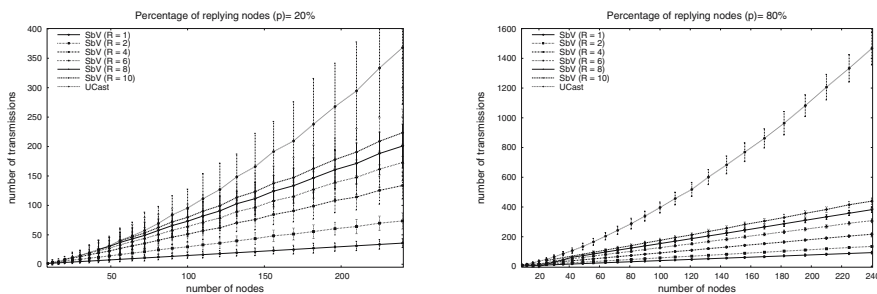 Percentage of replying nodes (p)= 20%
400
350
300
250
200
150
100
50
0
number of transmissions
SbV (R = 1)
SbV (R = 2)
SbV (R = 4)
SbV (R = 6)
SbV (R = 8)
SbV (R = 10)
UCast
50 100 150 200
number of nodes
Percentage of replying nodes (p)= 80%
1600
1400
1200
1000
800
600
400
200
0
number of transmissions
SbV (R = 1)
SbV (R = 2)
SbV (R = 4)
SbV (R = 6)
SbV (R = 8)
SbV (R = 10)
UCast
20 40 60 80 100 120 140 160 180 200 220 240
number of nodes